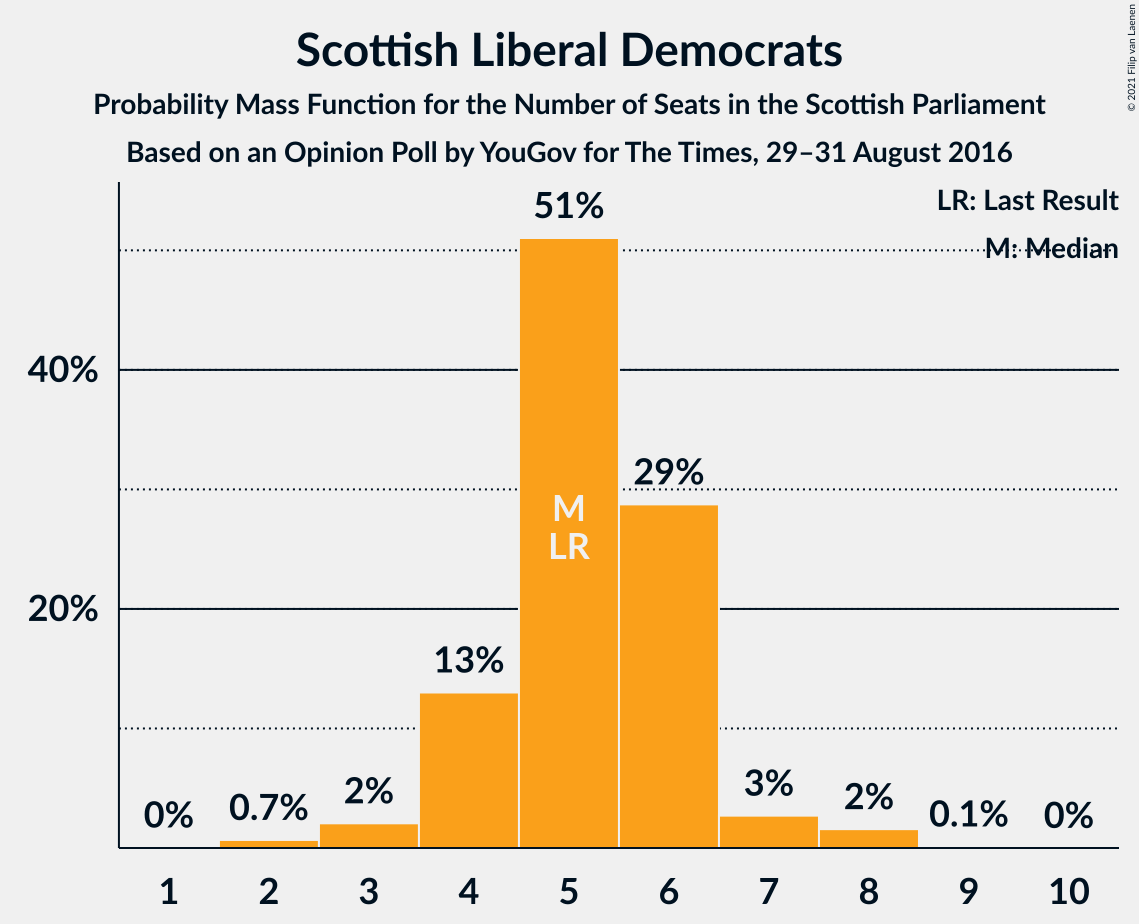 Scottish Liberal Democrats
Probability Mass Function for the Number of Seats in the Scottish Parliament
Based on an Opinion Poll by YouGov for The Times, 29–31 August 2016
© 2021 Filip van Laenen
LR: Last Result
M: Median
51%
40%
29%
M
LR
20%
13%
0%
0.7%
2%
3%
2%
0.1%
0%
1 2 3 4 5 6 7 8 9 10